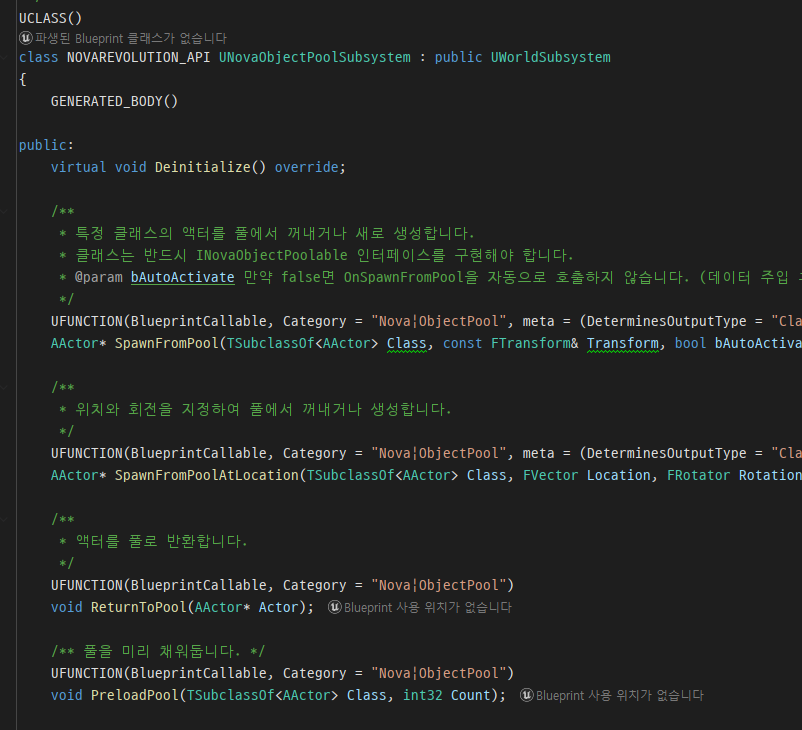 UCLASS()
파생된 Blueprint 클래스가 없습니다
class NOVAREVOLUTION_API UNovaObjectPoolSubsystem : public UWorldSubsystem
{
GENERATED_BODY()
public:
virtual void Deinitialize() override;
/**
* 특정 클래스의 액터를 풀에서 꺼내거나 새로 생성합니다.
* 클래스는 반드시 INovaObjectPoolable 인터페이스를 구현해야 합니다.
* @param bAutoActivate 만약 false면 OnSpawnFromPool을 자동으로 호출하지 않습니다. (데이터 주입
*/
UFUNCTION(BlueprintCallable, Category = "Nova|ObjectPool", meta = (DeterminesOutputType = "Cla
AActor* SpawnFromPool(TSubclassOf<AActor> Class, const FTransform& Transform, bool bAutoActiva
/**
* 위치와 회전을 지정하여 풀에서 꺼내거나 생성합니다.
*/
UFUNCTION(BlueprintCallable, Category = "Nova|ObjectPool", meta = (DeterminesOutputType = "Cla
AActor* SpawnFromPoolAtLocation(TSubclassOf<AActor> Class, FVector Location, FRotator Rotation
/**
* 액터를 풀로 반환합니다.
*/
UFUNCTION(BlueprintCallable, Category = "Nova|ObjectPool")
void ReturnToPool(AActor* Actor); Blueprint 사용 위치가 없습니다
/** 풀을 미리 채워둡니다. */
UFUNCTION(BlueprintCallable, Category = "Nova|ObjectPool")
void PreloadPool(TSubclassOf<AActor> Class, int32 Count); Blueprint 사용 위치가 없습니다